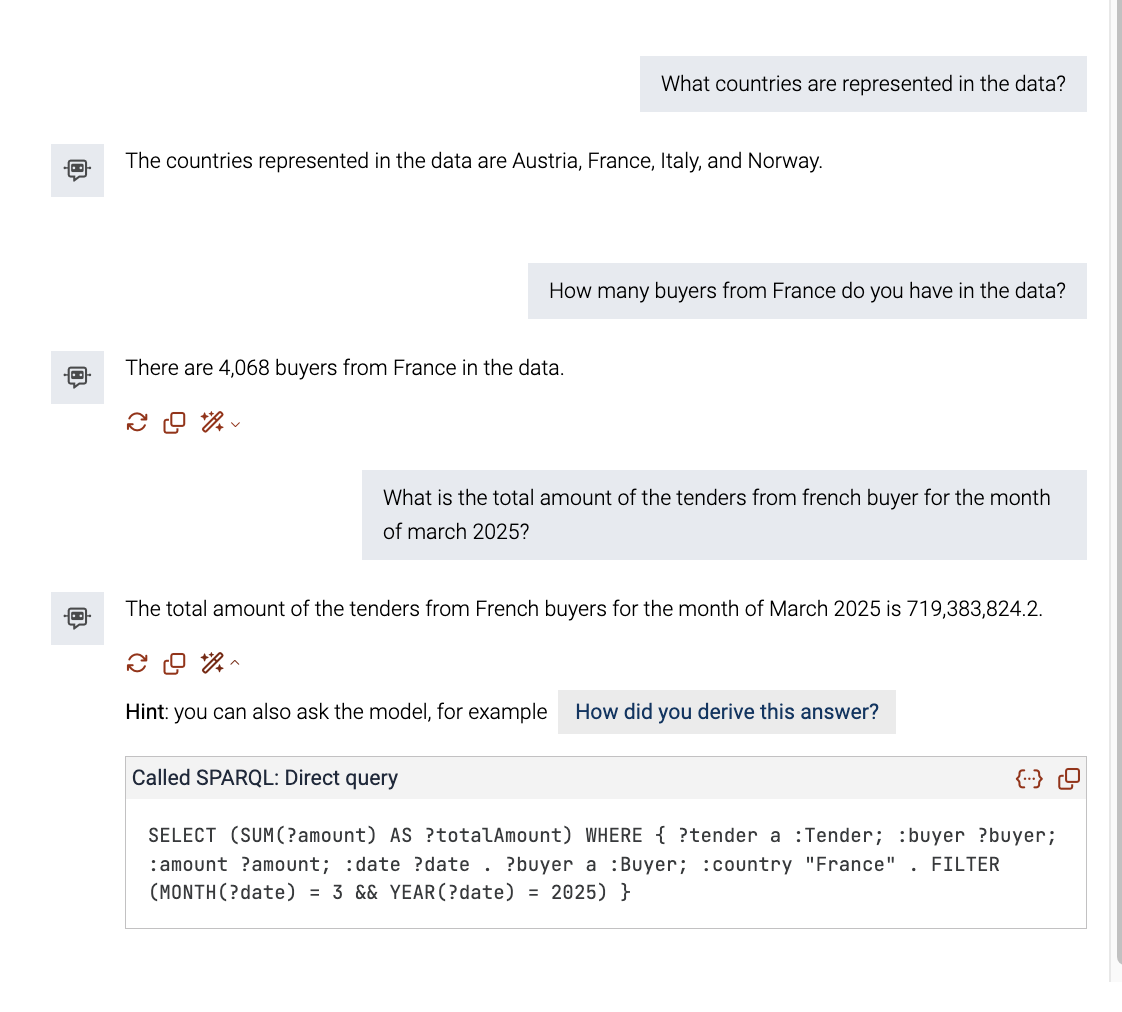 What countries are represented in the data?
The countries represented in the data are Austria, France, Italy, and Norway.
How many buyers from France do you have in the data?
There are 4,068 buyers from France in the data.
What is the total amount of the tenders from french buyer for the month
of march 2025?
The total amount of the tenders from French buyers for the month of March 2025 is 719,383,824.2.
Hint: you can also ask the model, for example How did you derive this answer?
Called SPARQL: Direct query
SELECT (SUM(?amount) AS ?totalAmount) WHERE { ?tender a :Tender; :buyer ?buyer;
:amount ?amount; :date ?date . ?buyer a :Buyer; :country "France" . FILTER
(MONTH(?date) = 3 && YEAR(?date) = 2025) }